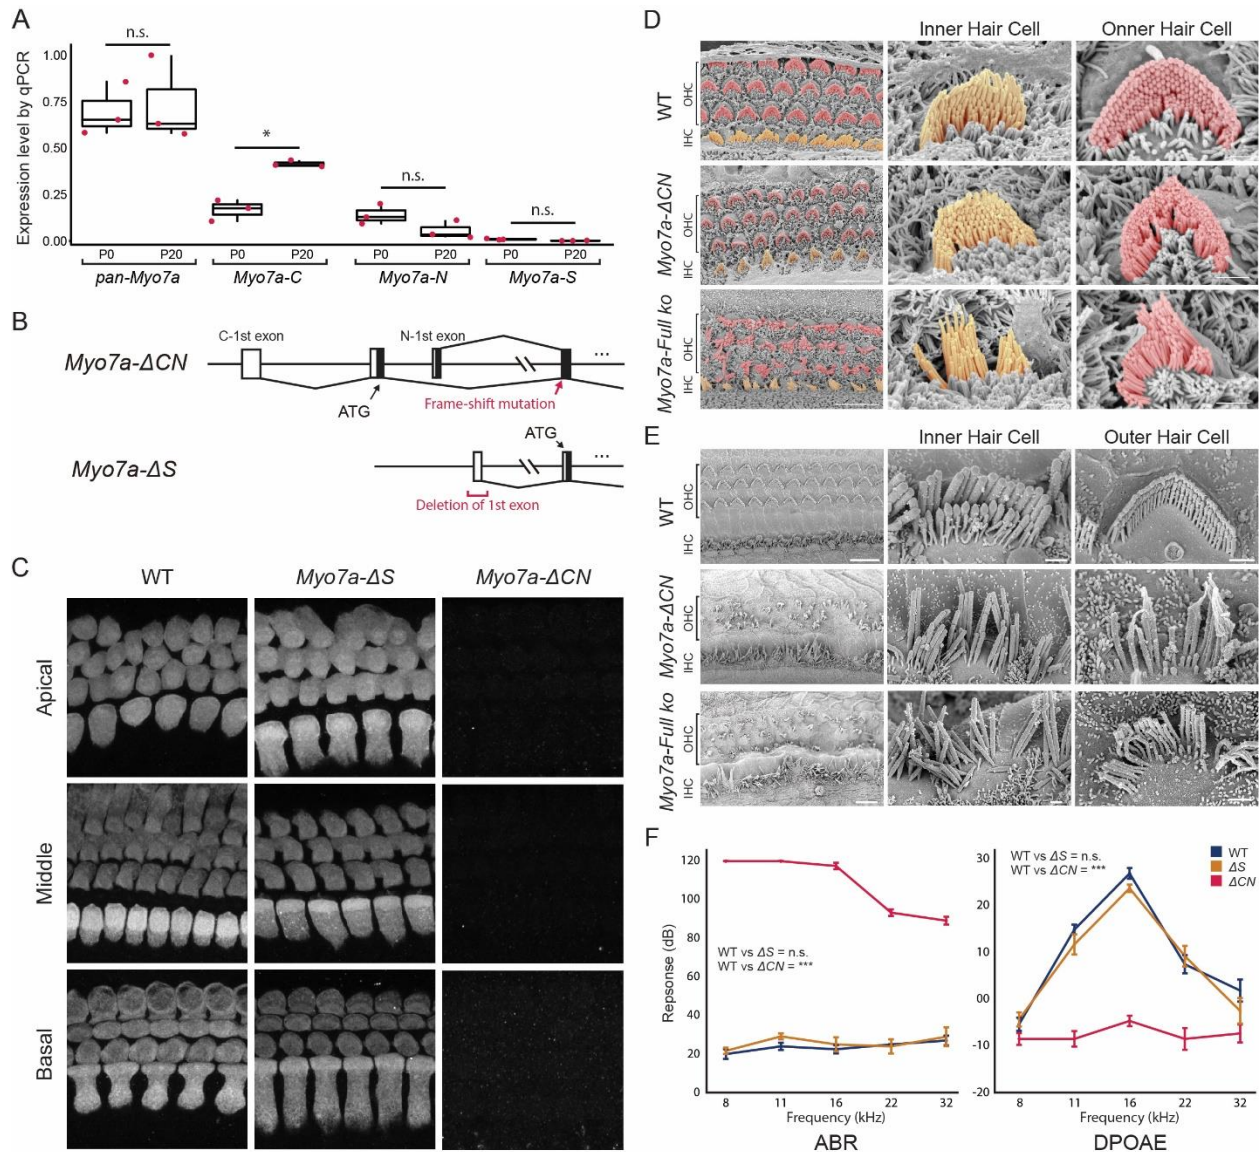 A
Expression level by qPCR
1.00
0.75
0.50
0.25
0.00
n.s.
*
n.s.
n.s.
P0 P20 P0 P20 P0 P20 P0 P20
pan-Myo7a Myo7a-C Myo7a-N Myo7a-S
B
C-1st exon N-1st exon
Myo7a-ΔCN
...
ATG
Frame-shift mutation
ATG
...
Myo7a-ΔS
Deletion of 1st exon
C
WT Myo7a-ΔS Myo7a-ΔCN
Apical
Middle
Basal
D
Inner Hair Cell Onner Hair Cell
WT
OHC
IHC
Myo7a-ΔCN
OHC
IHC
Myo7a-Full ko
OHC
IHC
E
Inner Hair Cell Outer Hair Cell
WT
OHC
IHC
Myo7a-ΔCN
OHC
IHC
Myo7a-Full ko
OHC
IHC
F
Repsonse (dB)
120
100
80
60
40
20
0
WT vs ΔS = n.s.
WT vs ΔCN = ***
8 11 16 22 32
Frequency (kHz)
ABR
30
20
10
00
-10
-20
WT vs ΔS = n.s.
WT vs ΔCN = ***
WT
ΔS
ΔCN
8 11 16 22 32
Frequency (kHz)
DPOAE